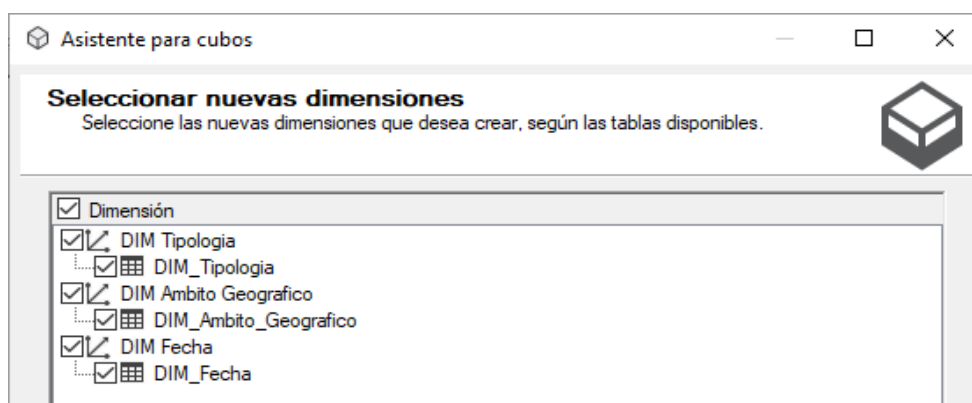 Asistente para cubos
Seleccionar nuevas dimensiones
Seleccione las nuevas dimensiones que desea crear, según las tablas disponibles.
Dimensión
DIM Tipologia
DIM_Tipologia
DIM Ambito Geografico
DIM_Ambito_Geografico
DIM Fecha
DIM_Fecha